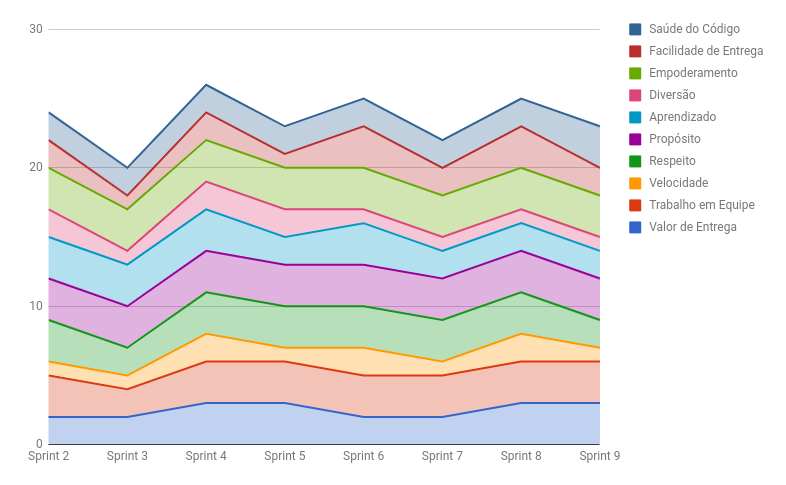 30
20
10
0
Sprint 2 Sprint 3 Sprint 4 Sprint 5 Sprint 6 Sprint 7 Sprint 8 Sprint 9
Saúde do Código
Facilidade de Entrega
Empoderamento
Diversão
Aprendizado
Propósito
Respeito
Velocidade
Trabalho em Equipe
Valor de Entrega